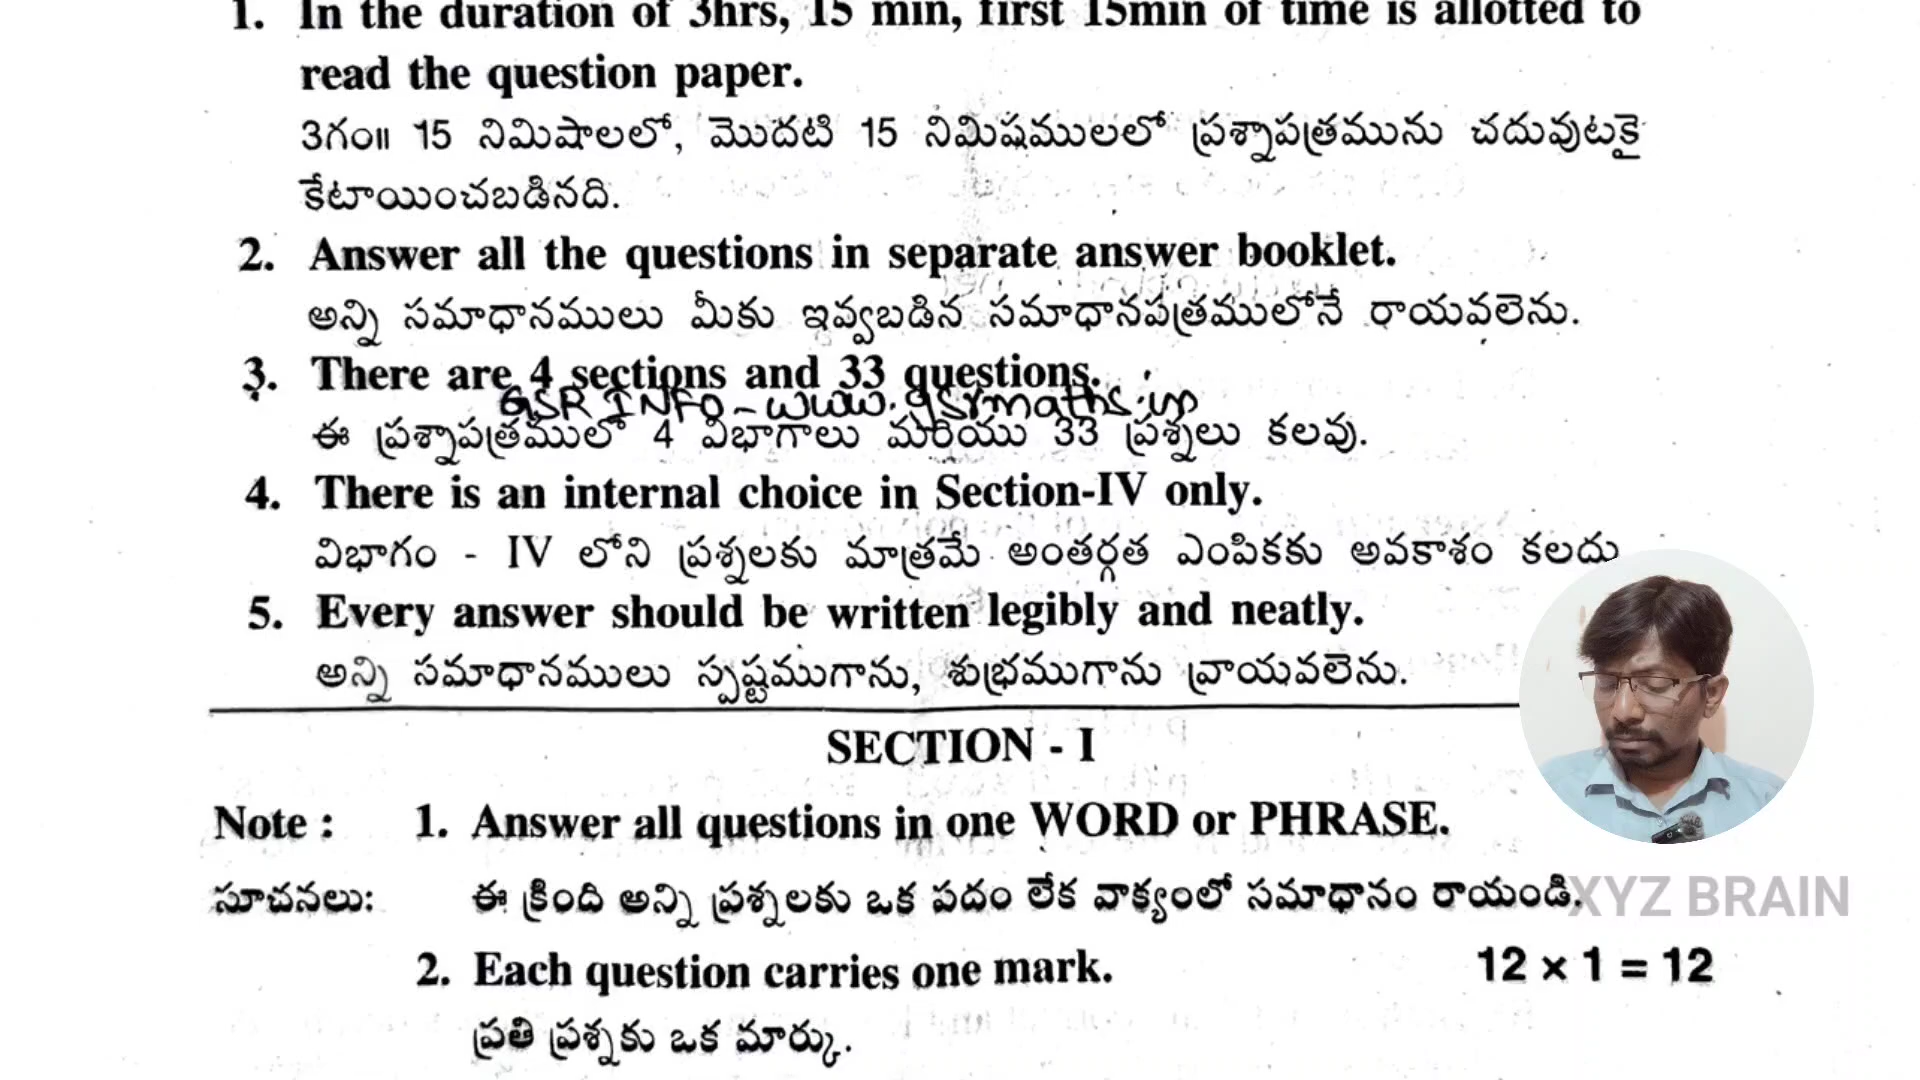 1. In the duration of 3hrs, 15 min, first 15min of time is allotted to
read the question paper.
3గం॥ 15 నిమిషాలలో, మొదటి 15 నిమిషములలో ప్రశ్నాపత్రమును చదువుటకై
కేటాయించబడినది.
2. Answer all the questions in separate answer booklet.
అన్ని సమాధానములు మీకు ఇవ్వబడిన సమాధానపత్రములోనే రాయవలెను.
3. There are 4 sections and 33 questions.
GSR INFO - www.gsrmaths.in
ఈ ప్రశ్నాపత్రములో 4 విభాగాలు మరియు 33 ప్రశ్నలు కలవు.
4. There is an internal choice in Section-IV only.
విభాగం - IV లోని ప్రశ్నలకు మాత్రమే అంతర్గత ఎంపికకు అవకాశం కలదు
5. Every answer should be written legibly and neatly.
అన్ని సమాధానములు స్పష్టముగాను, శుభ్రముగాను వ్రాయవలెను.
SECTION - I
Note : 1. Answer all questions in one WORD or PHRASE.
సూచనలు: ఈ క్రింది అన్ని ప్రశ్నలకు ఒక పదం లేక వాక్యంలో సమాధానం రాయండి.
XYZ BRAIN
2. Each question carries one mark. 12 × 1 = 12
ప్రతి ప్రశ్నకు ఒక మార్కు.